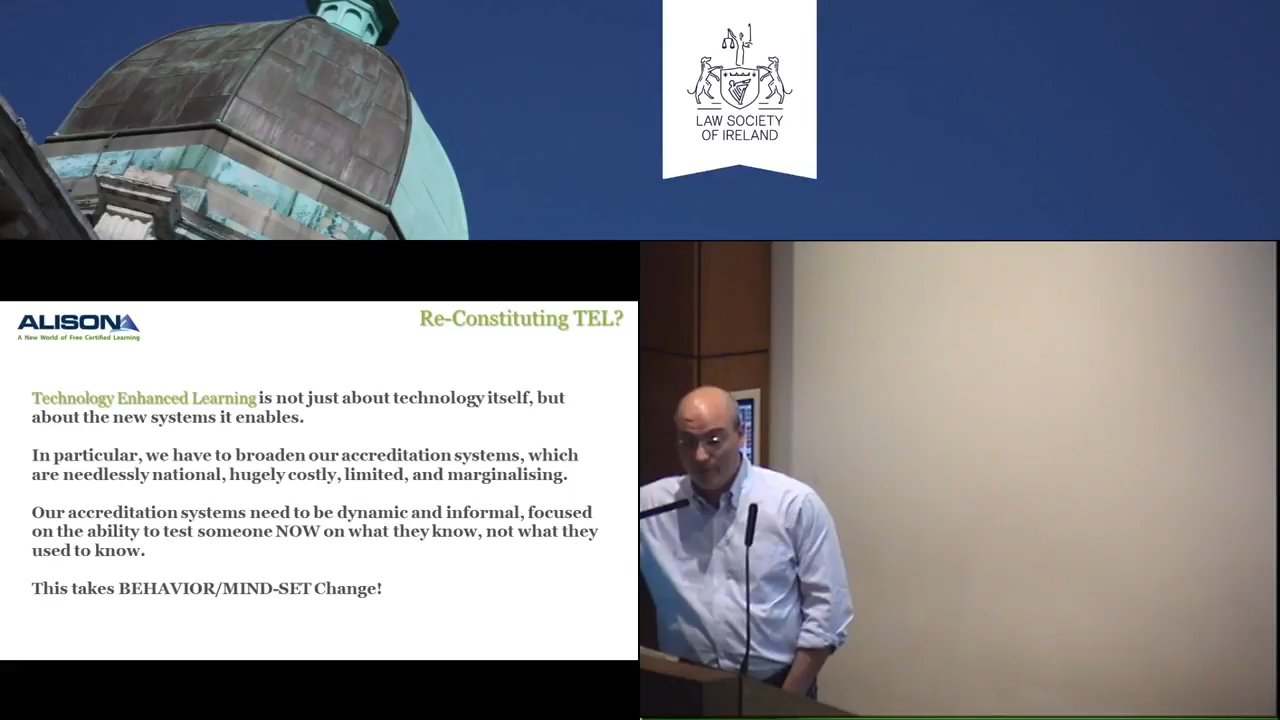 LAW SOCIETY
OF IRELAND
ALISON
A New World of Free Certified Learning
Re-Constituting TEL?
Technology Enhanced Learning is not just about technology itself, but
about the new systems it enables.
In particular, we have to broaden our accreditation systems, which
are needlessly national, hugely costly, limited, and marginalising.
Our accreditation systems need to be dynamic and informal, focused
on the ability to test someone NOW on what they know, not what they
used to know.
This takes BEHAVIOR/MIND-SET Change!